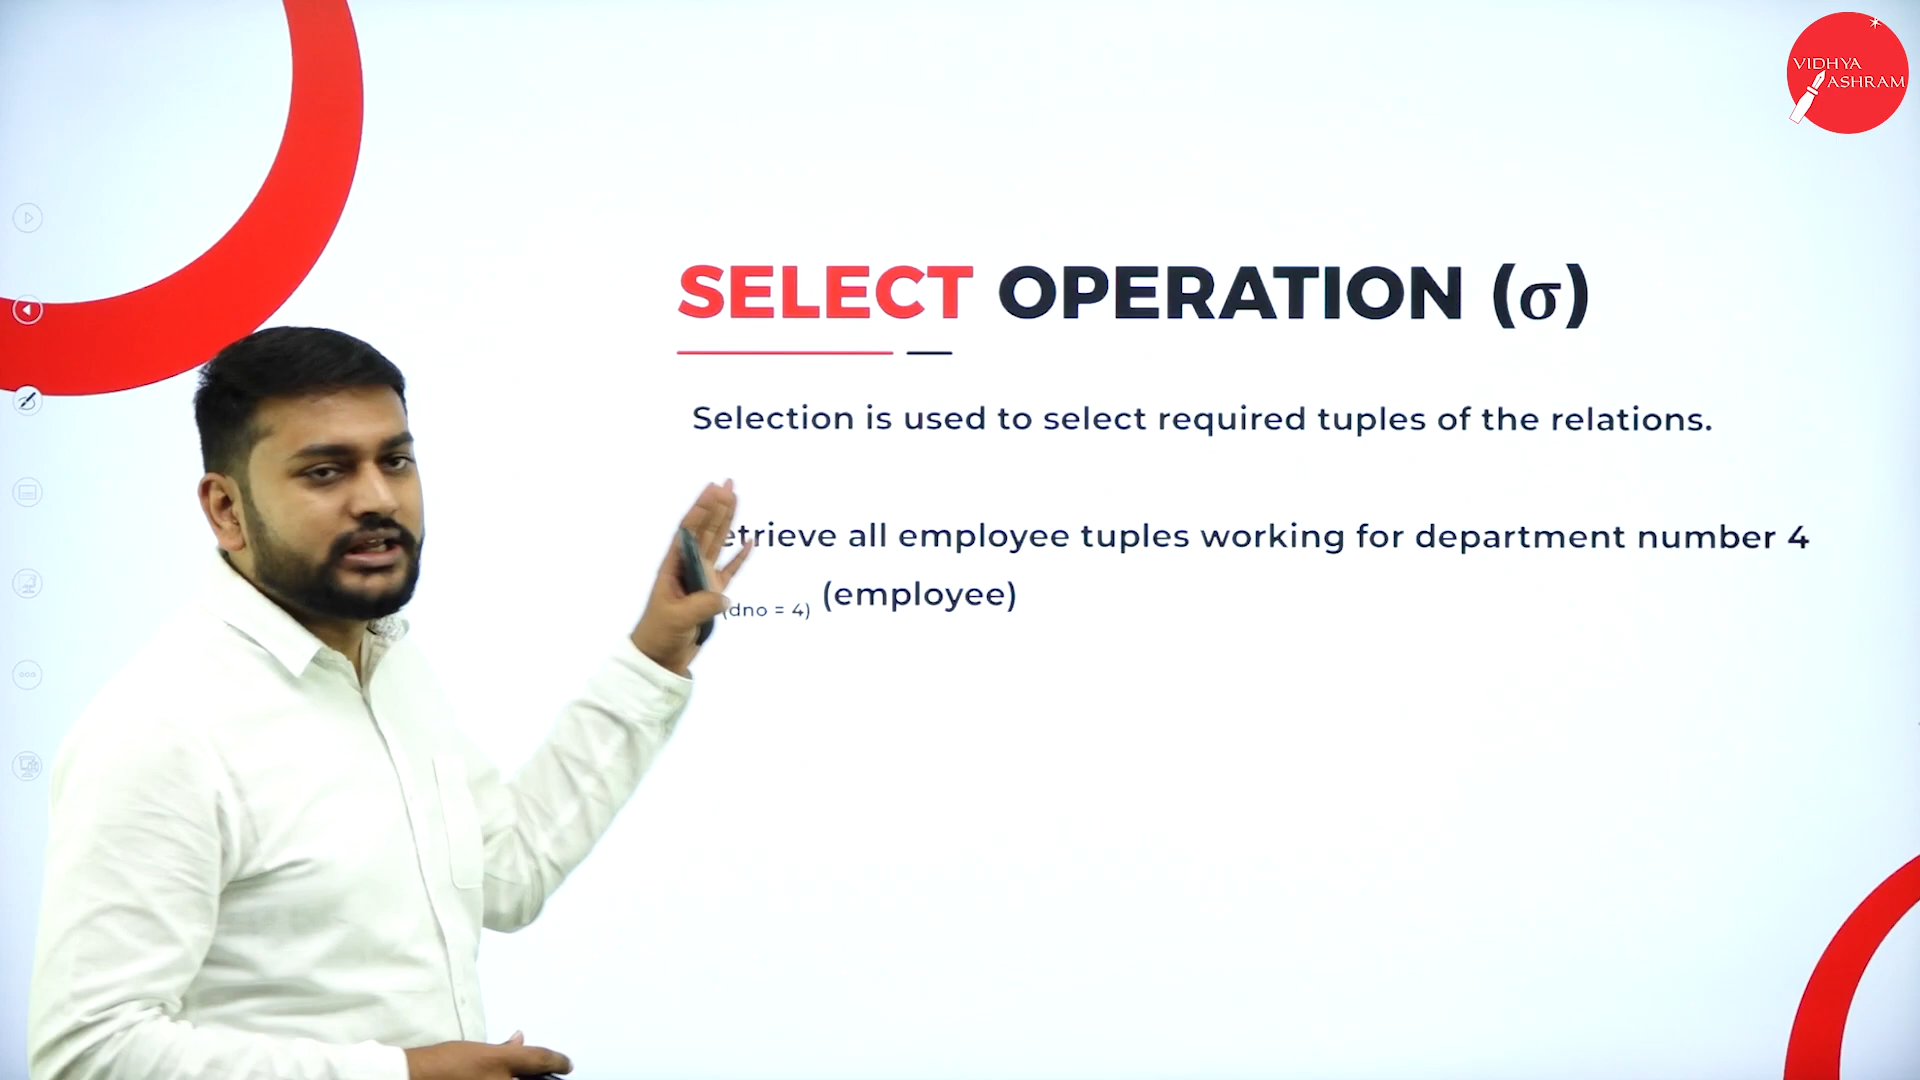 VIDHYA
ASHRAM
SELECT OPERATION (σ)
Selection is used to select required tuples of the relations.
all employee tuples working for department number 4
(dno = 4) (employee)